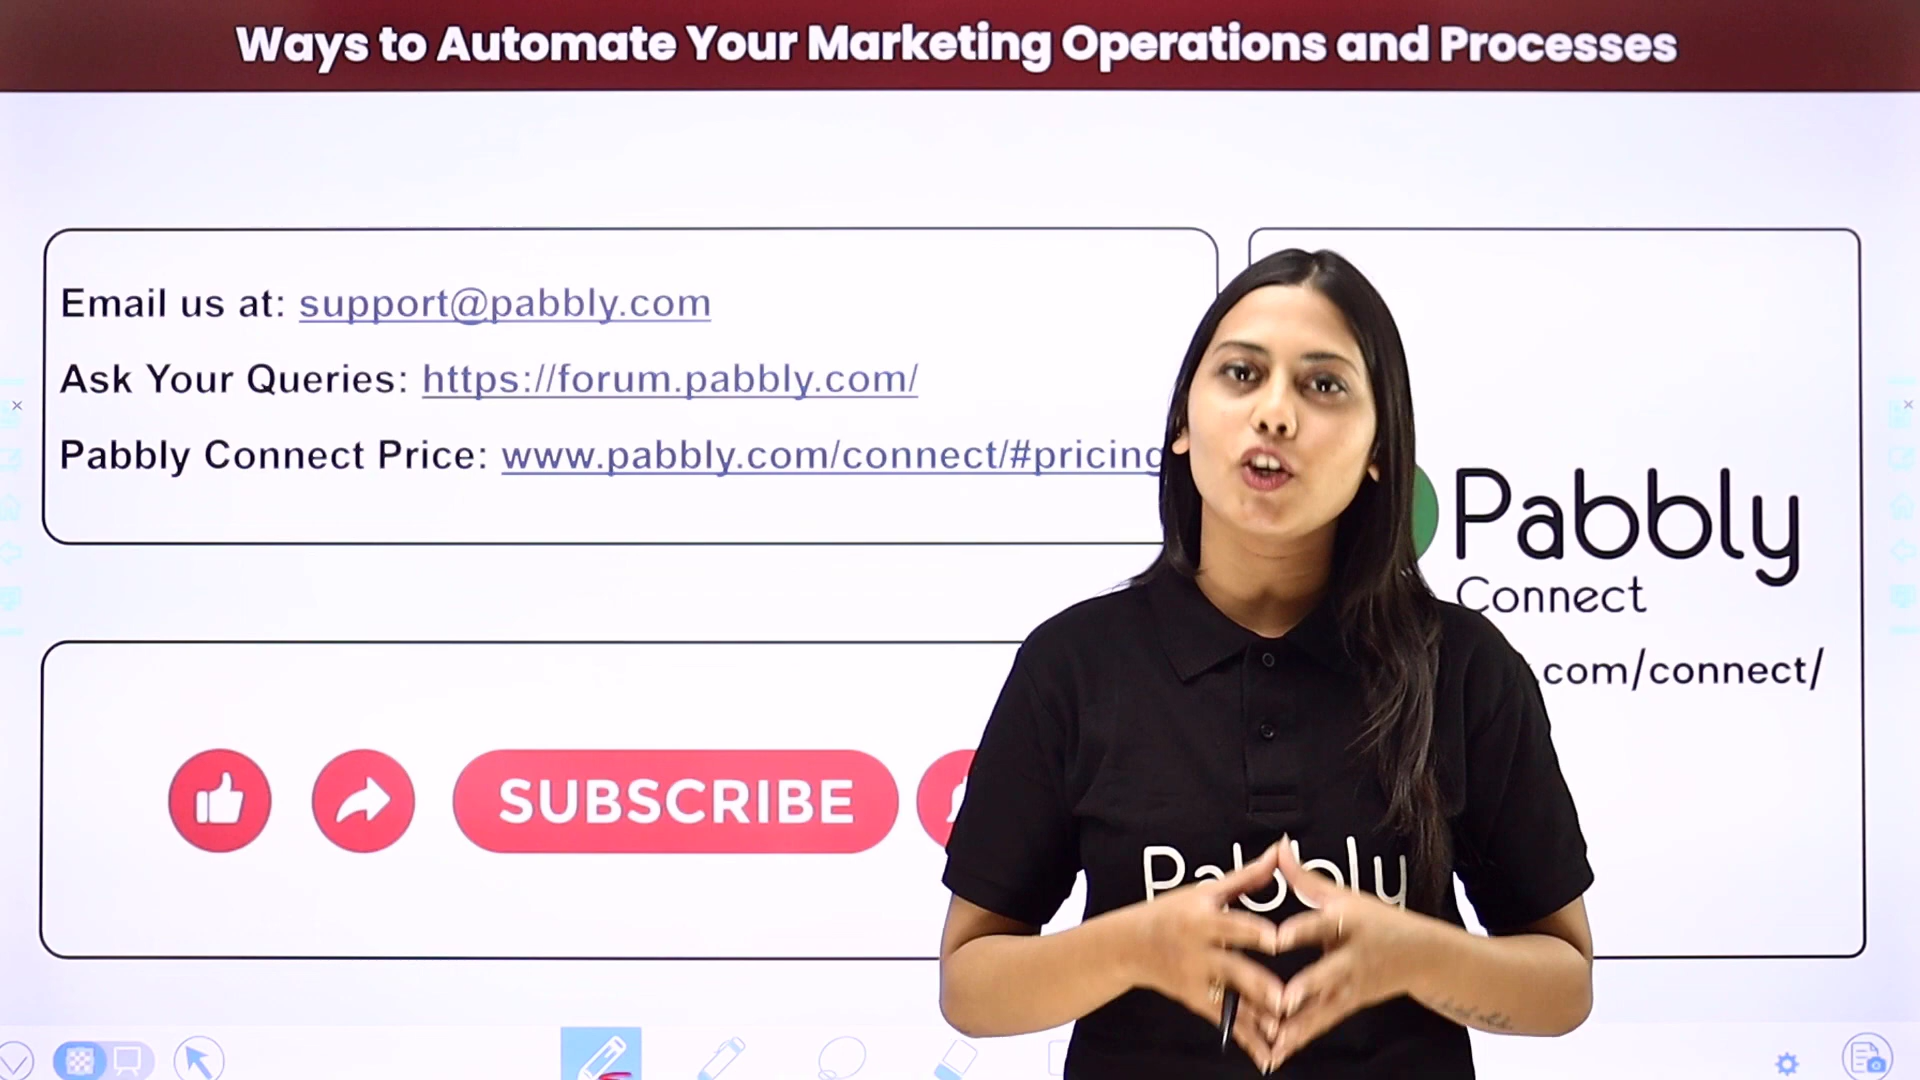 Ways to Automate Your Marketing Operations and Processes
Email us at: support@pabbly.com
Ask Your Queries: https://forum.pabbly.com/
Pabbly Connect Price: www.pabbly.com/connect/#pricing
Pabbly
Connect
.com/connect/
SUBSCRIBE
Pabbly